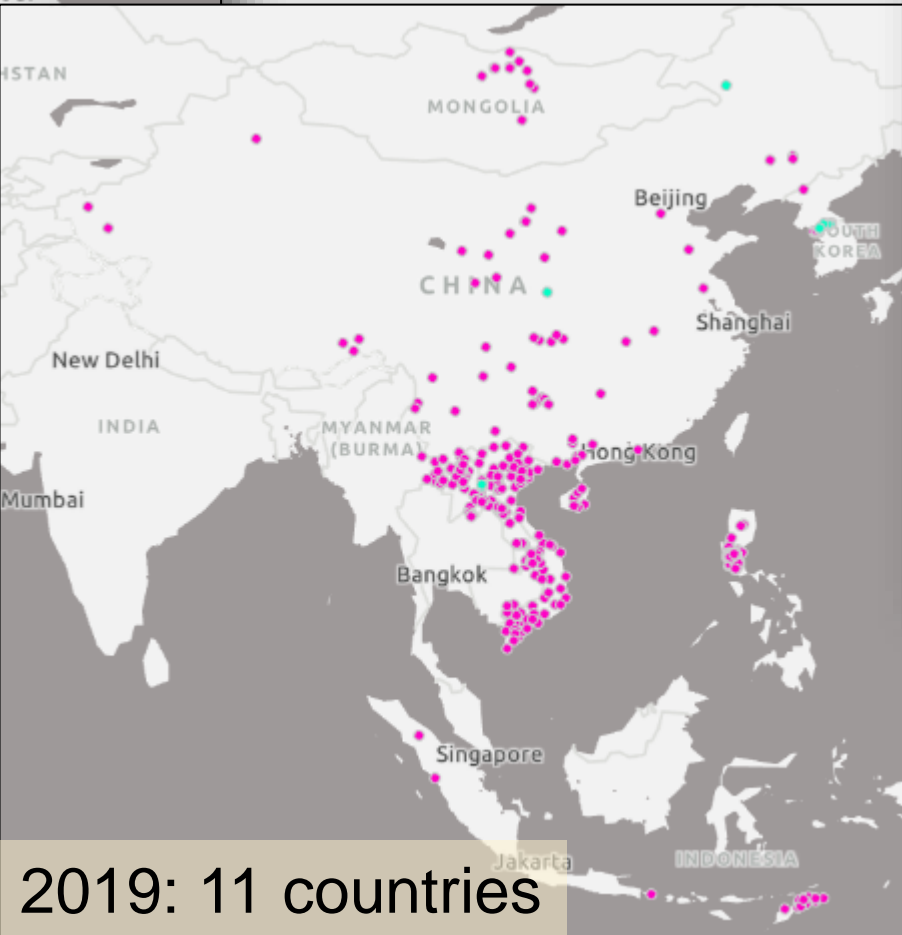 HSTAN
MONGOLIA
Beijing
SOUTH
KOREA
CHINA
Shanghai
New Delhi
INDIA
MYANMAR
(BURMA)
Hong Kong
Mumbai
Bangkok
Singapore
Jakarta
INDONESIA
2019: 11 countries